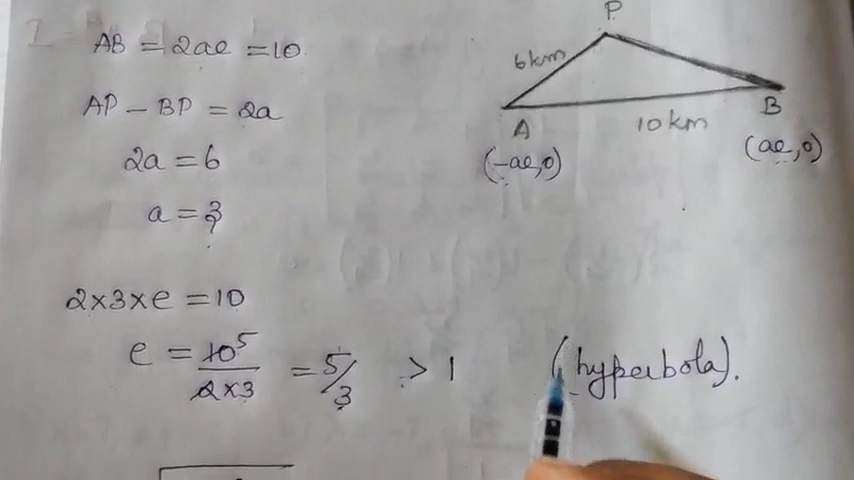 AB = 2ae = 10
AP - BP = 2a
2a = 6
a = 3
2×3×e = 10
e = 10 5 / 2×3 = 5/3 > 1 (hyperbola).
P
6km
A
10km
B
(-ae,0)
(ae,0)